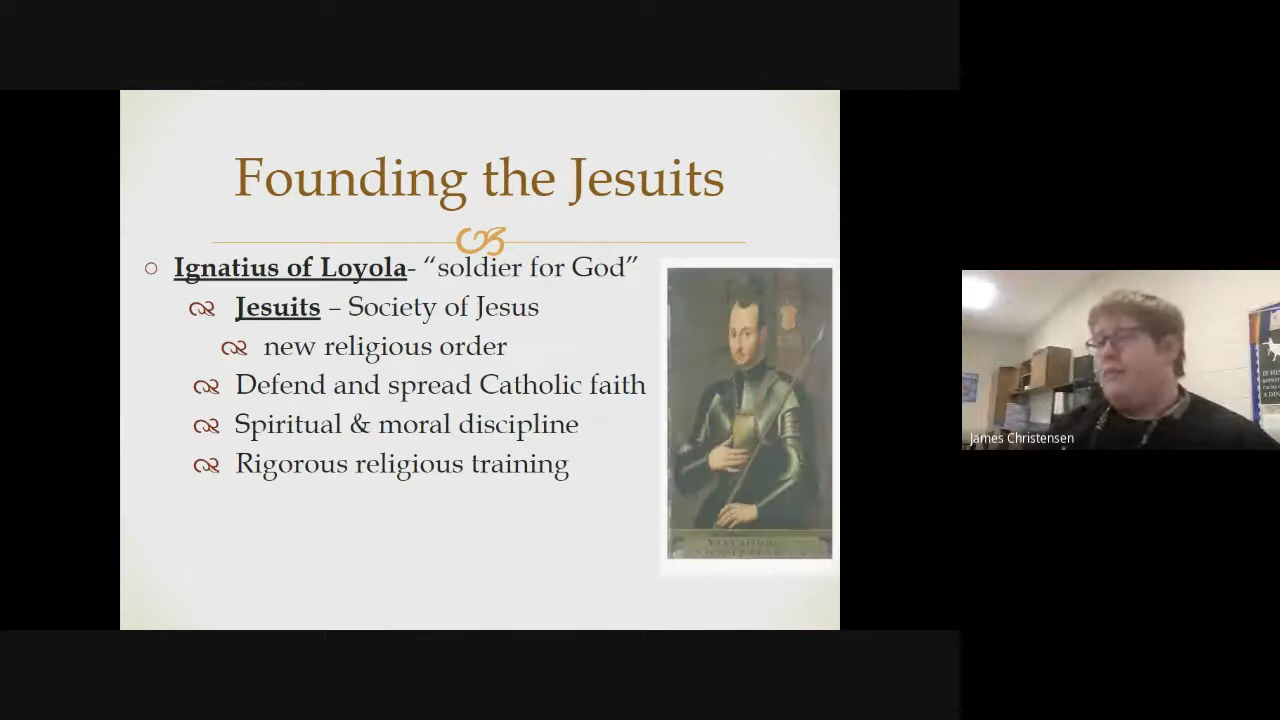 Founding the Jesuits
Ignatius of Loyola- “soldier for God”
Jesuits – Society of Jesus
new religious order
Defend and spread Catholic faith
Spiritual & moral discipline
Rigorous religious training
James Christensen